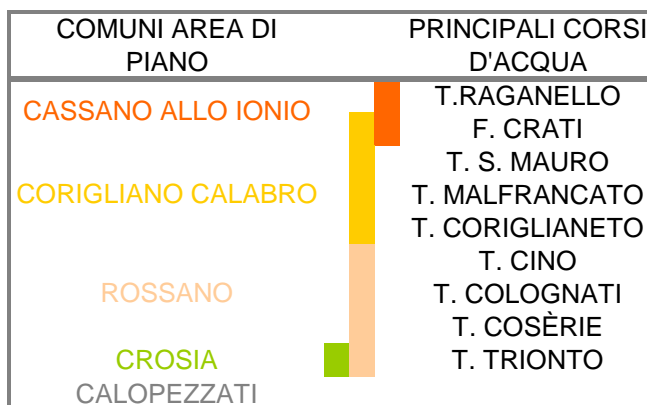 COMUNI AREA DI
PIANO
PRINCIPALI CORSI
D'ACQUA
CASSANO ALLO IONIO
CORIGLIANO CALABRO
ROSSANO
CROSIA
CALOPEZZATI
T.RAGANELLO
F. CRATI
T. S. MAURO
T. MALFRANCATO
T. CORIGLIANETO
T. CINO
T. COLOGNATI
T. COSÈRIE
T. TRIONTO